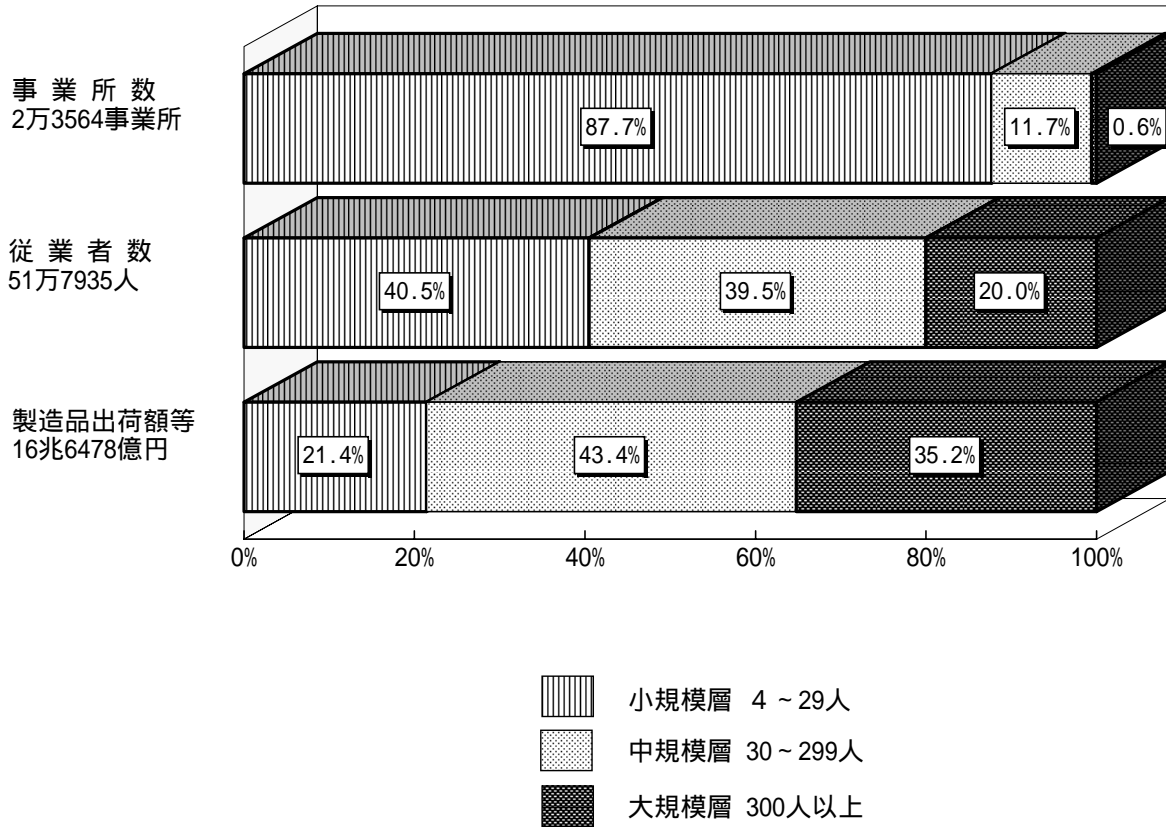 事業所数
2万3564事業所
87.7%
11.7%
0.6%
従業者数
51万7935人
40.5%
39.5%
20.0%
製造品出荷額等
16兆6478億円
21.4%
43.4%
35.2%
0%
20%
40%
60%
80%
100%
小規模層 4~29人
中規模層 30~299人
大規模層 300人以上